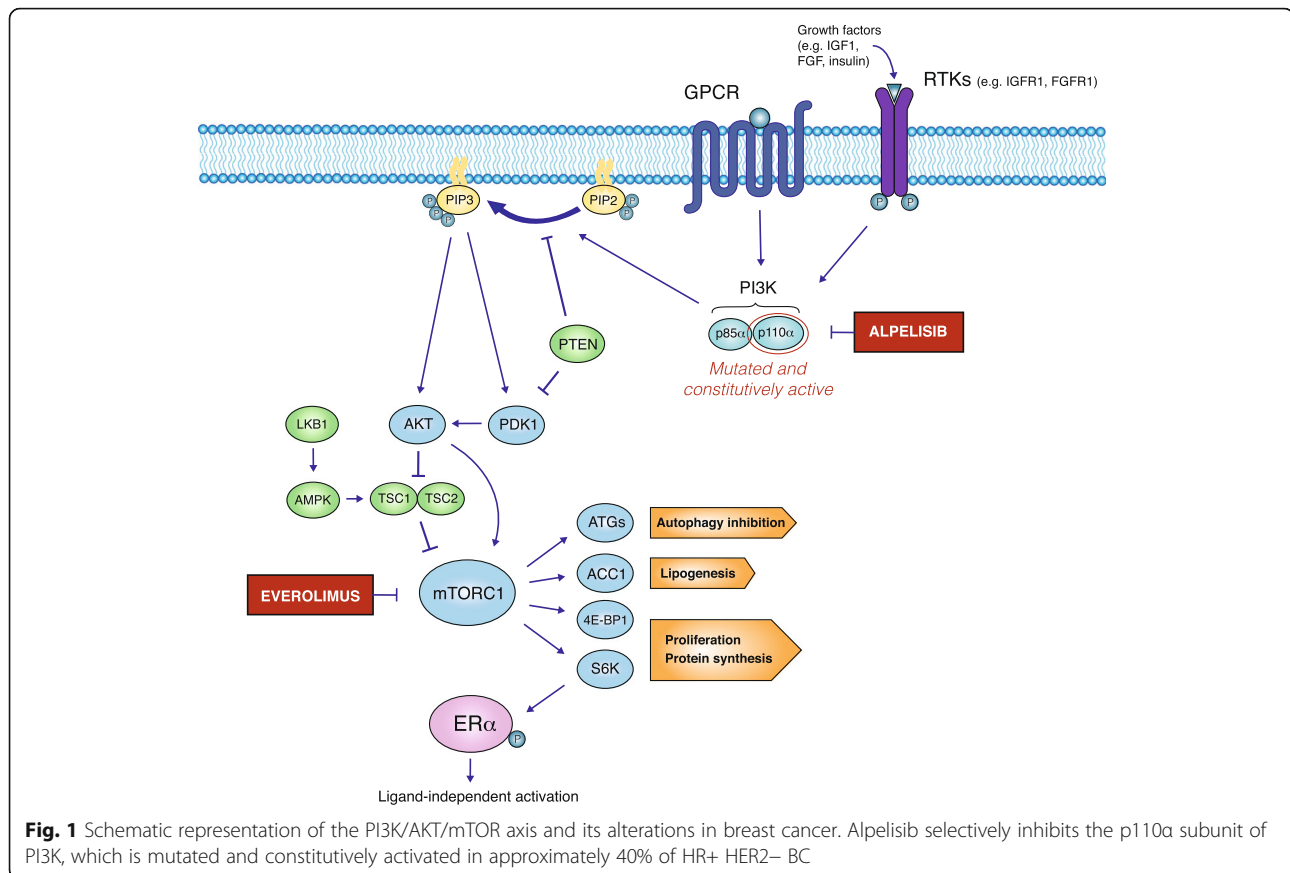 Growth factors
(e.g. IGF1,
FGF, insulin)
RTKs (e.g. IGFR1, FGFR1)
GPCR
PIP3
P
P
P
PIP2
P
P
P
P
PI3K
p85α
p110α
ALPELISIB
Mutated and
constitutively active
PTEN
LKB1
AKT
PDK1
AMPK
TSC1
TSC2
ATGs
Autophagy inhibition
ACC1
Lipogenesis
EVEROLIMUS
mTORC1
4E-BP1
Proliferation
Protein synthesis
S6K
ERα
P
Ligand-independent activation
Fig. 1 Schematic representation of the PI3K/AKT/mTOR axis and its alterations in breast cancer. Alpelisib selectively inhibits the p110α subunit of
PI3K, which is mutated and constitutively activated in approximately 40% of HR+ HER2− BC